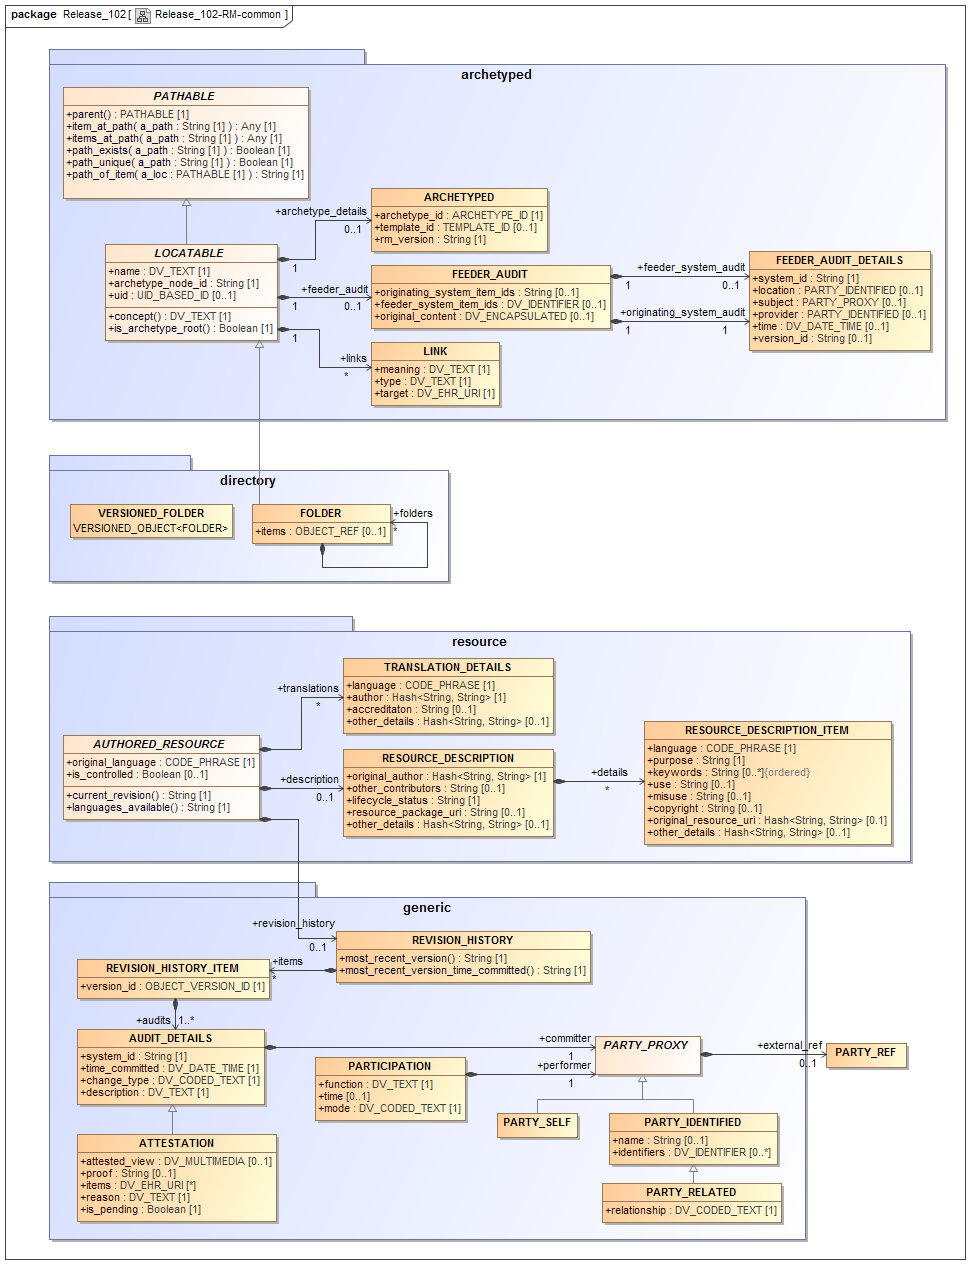 package Release_102 [ Release_102-RM-common ]
archetyped
PATHABLE
+parent() : PATHABLE [1]
+item_at_path( a_path : String [1] ) : Any [1]
+items_at_path( a_path : String [1] ) : Any [1]
+path_exists( a_path : String [1] ) : Boolean [1]
+path_unique( a_path : String [1] ) : Boolean [1]
+path_of_item( a_loc : PATHABLE [1] ) : String [1]
LOCATABLE
+name : DV_TEXT [1]
+archetype_node_id : String [1]
+uid : UID_BASED_ID [0..1]
+concept() : DV_TEXT [1]
+is_archetype_root() : Boolean [1]
+archetype_details
0..1
1
+feeder_audit
0..1
1
+links
*
1
ARCHETYPED
+archetype_id : ARCHETYPE_ID [1]
+template_id : TEMPLATE_ID [0..1]
+rm_version : String [1]
FEEDER_AUDIT
+originating_system_item_ids : String [0..1]
+feeder_system_item_ids : DV_IDENTIFIER [0..1]
+original_content : DV_ENCAPSULATED [0..1]
LINK
+meaning : DV_TEXT [1]
+type : DV_TEXT [1]
+target : DV_EHR_URI [1]
+feeder_system_audit
1
0..1
+originating_system_audit
1
1
FEEDER_AUDIT_DETAILS
+system_id : String [1]
+location : PARTY_IDENTIFIED [0..1]
+subject : PARTY_PROXY [0..1]
+provider : PARTY_IDENTIFIED [0..1]
+time : DV_DATE_TIME [0..1]
+version_id : String [0..1]
directory
VERSIONED_FOLDER
VERSIONED_OBJECT<FOLDER>
FOLDER
+items : OBJECT_REF [0..1]
+folders
*
resource
AUTHORED_RESOURCE
+original_language : CODE_PHRASE [1]
+is_controlled : Boolean [0..1]
+current_revision() : String [1]
+languages_available() : String [1]
+translations
*
+description
0..1
TRANSLATION_DETAILS
+language : CODE_PHRASE [1]
+author : Hash<String, String> [1]
+accreditaton : String [0..1]
+other_details : Hash<String, String> [0..1]
RESOURCE_DESCRIPTION
+original_author : Hash<String, String> [1]
+other_contributors : String [0..1]
+lifecycle_status : String [1]
+resource_package_uri : String [0..1]
+other_details : Hash<String, String> [0..1]
+details
*
RESOURCE_DESCRIPTION_ITEM
+language : CODE_PHRASE [1]
+purpose : String [1]
+keywords : String [0..*]{ordered}
+use : String [0..1]
+misuse : String [0..1]
+copyright : String [0..1]
+original_resource_uri : Hash<String, String> [0..1]
+other_details : Hash<String, String> [0..1]
generic
+revision_history
0..1
REVISION_HISTORY
+most_recent_version() : String [1]
+most_recent_version_time_committed() : String [1]
+items
*
REVISION_HISTORY_ITEM
+version_id : OBJECT_VERSION_ID [1]
+audits
1..*
AUDIT_DETAILS
+system_id : String [1]
+time_committed : DV_DATE_TIME [1]
+change_type : DV_CODED_TEXT [1]
+description : DV_TEXT [1]
ATTESTATION
+attested_view : DV_MULTIMEDIA [0..1]
+proof : String [0..1]
+items : DV_EHR_URI [*]
+reason : DV_TEXT [1]
+is_pending : Boolean [1]
+committer
1
PARTICIPATION
+function : DV_TEXT [1]
+time [0..1]
+mode : DV_CODED_TEXT [1]
+performer
1
PARTY_PROXY
+external_ref
0..1
PARTY_REF
PARTY_SELF
PARTY_IDENTIFIED
+name : String [0..1]
+identifiers : DV_IDENTIFIER [0..*]
PARTY_RELATED
+relationship : DV_CODED_TEXT [1]